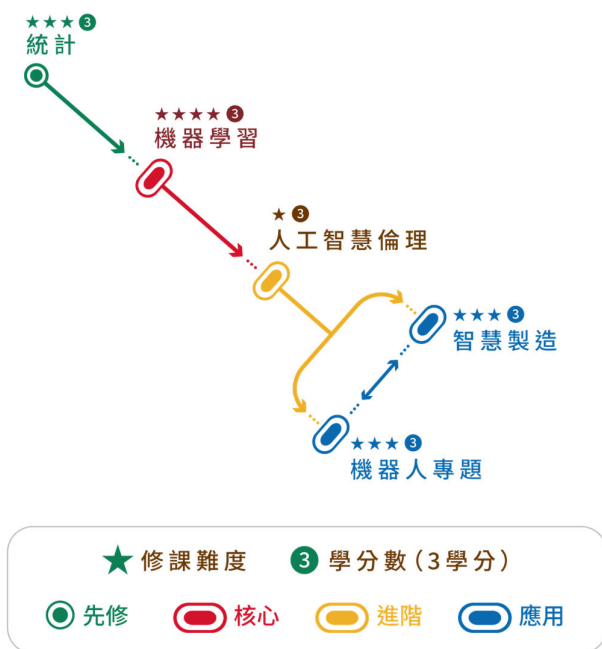 ★★★③
統計
★★★★③
機器學習
★③
人工智慧倫理
★★★③
智慧製造
★★★③
機器人專題
★修課難度 ③學分數(3學分)
先修 核心 進階 應用